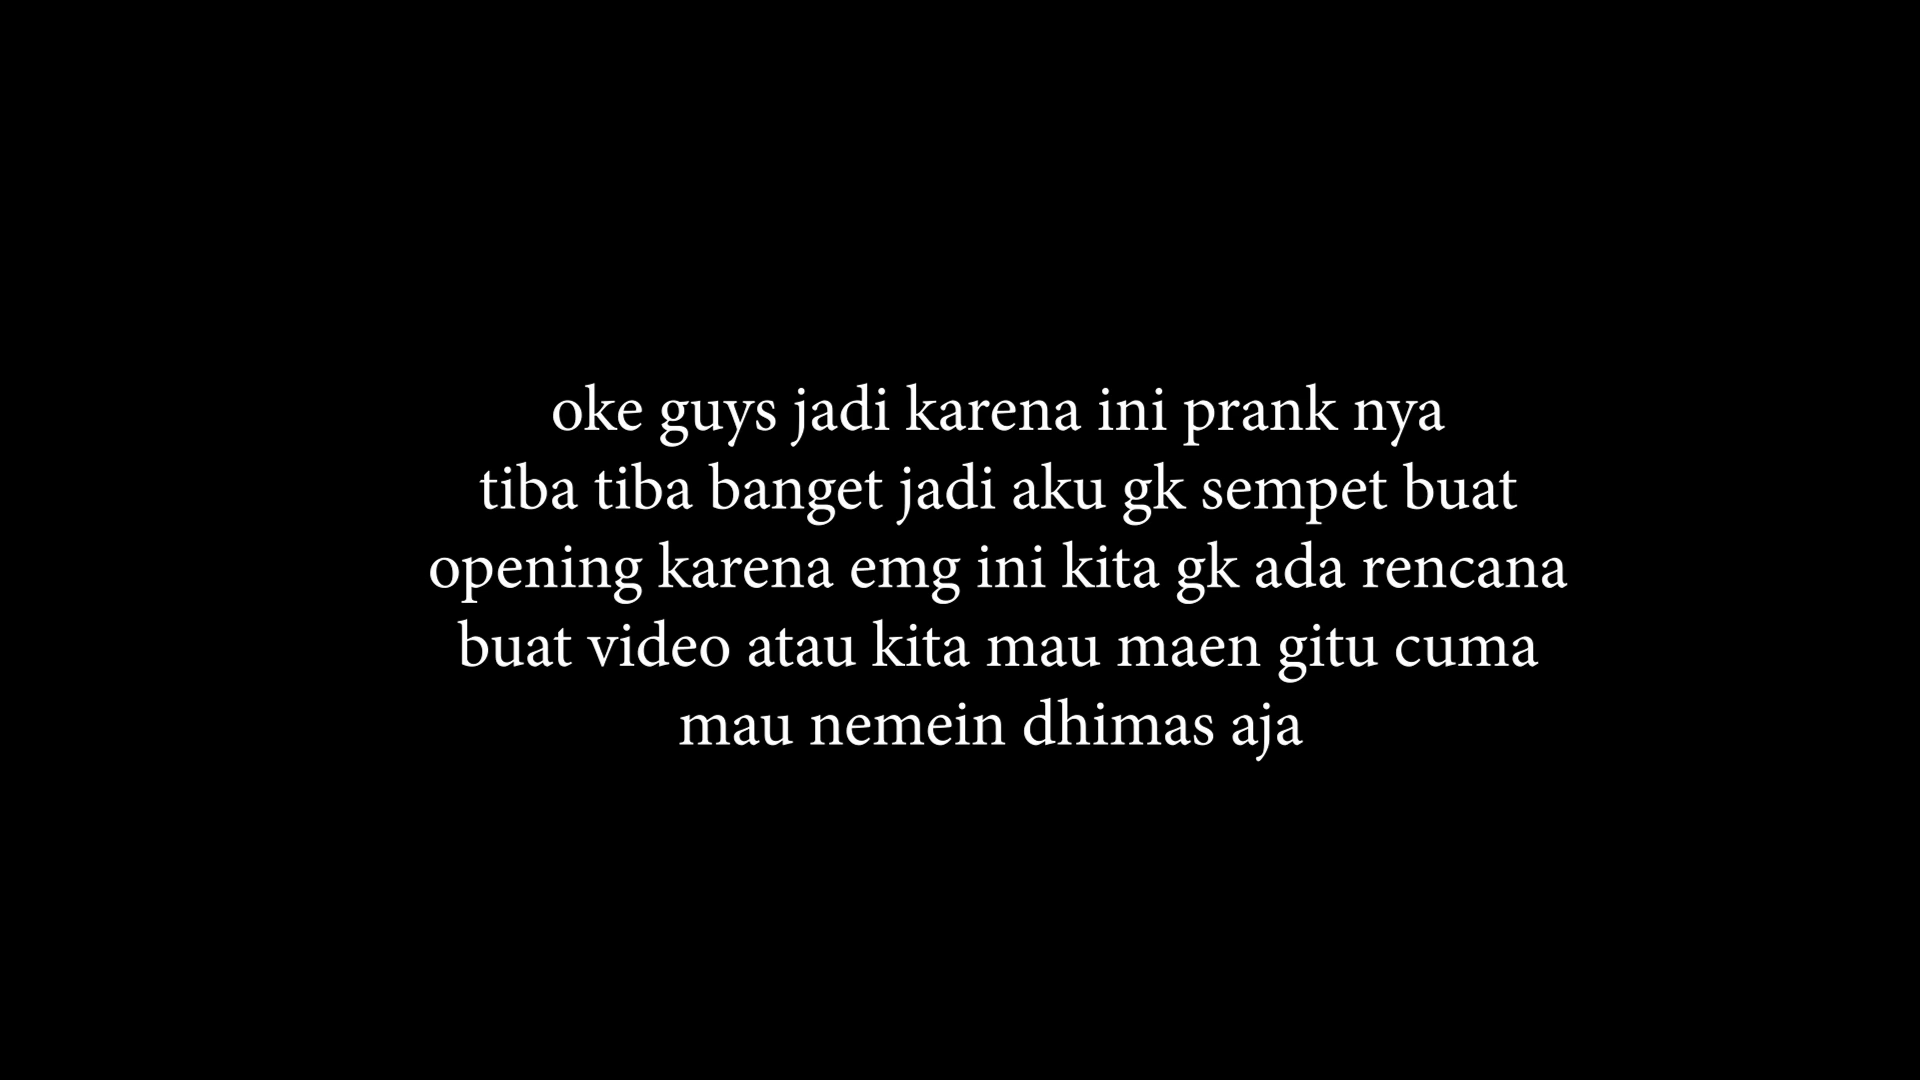 oke guys jadi karena ini prank nya
tiba tiba banget jadi aku gk sempet buat
opening karena emg ini kita gk ada rencana
buat video atau kita mau maen gitu cuma
mau nemein dhimas aja